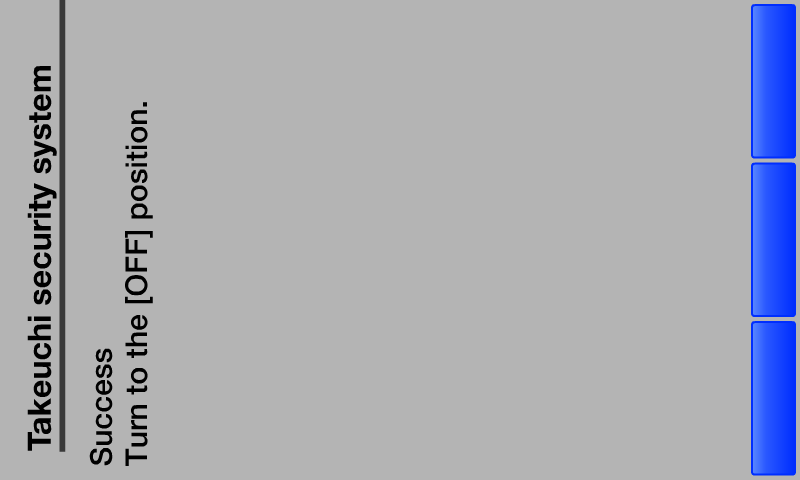 Takeuchi security system
Success
Turn to the [OFF] position.